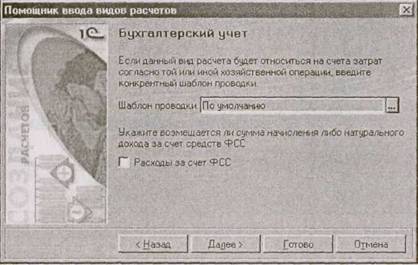 Помощник ввода видов расчетов
1С
Бухгалтерский учет
Если данный вид расчета будет относиться на счета затрат
согласно той или иной хозяйственной операции, введите
конкретный шаблон проводки.
Шаблон проводки По умолчанию ...
Укажите возмещается ли сумма начисления либо натурального
дохода за счет средств ФСС
Расходы за счет ФСС
РАСЧЕТОВ
< Назад Далее > Готово Отмена